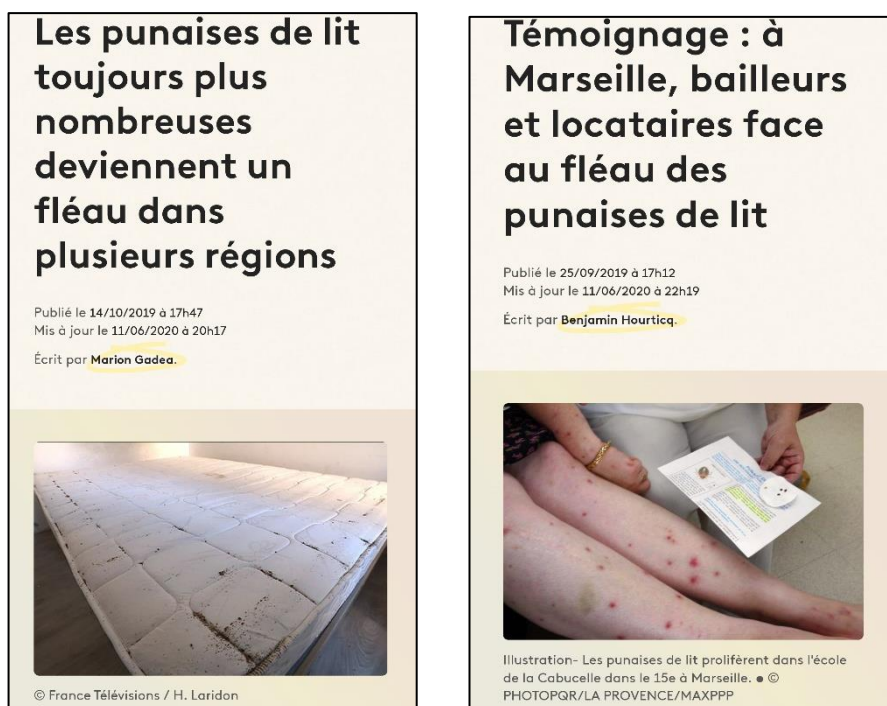 Les punaises de lit
toujours plus
nombreuses
deviennent un
fléau dans
plusieurs régions
Publié le 14/10/2019 à 17h47
Mis à jour le 11/06/2020 à 20h17
Écrit par Marion Gadea.
© France Télévisions / H. Laridon
Témoignage : à
Marseille, bailleurs
et locataires face
au fléau des
punaises de lit
Publié le 25/09/2019 à 17h12
Mis à jour le 11/06/2020 à 22h19
Écrit par Benjamin Hourticq.
Illustration- Les punaises de lit prolifèrent dans l'école
de la Cabucelle dans le 15e à Marseille. • ©
PHOTOPQR/LA PROVENCE/MAXPPP